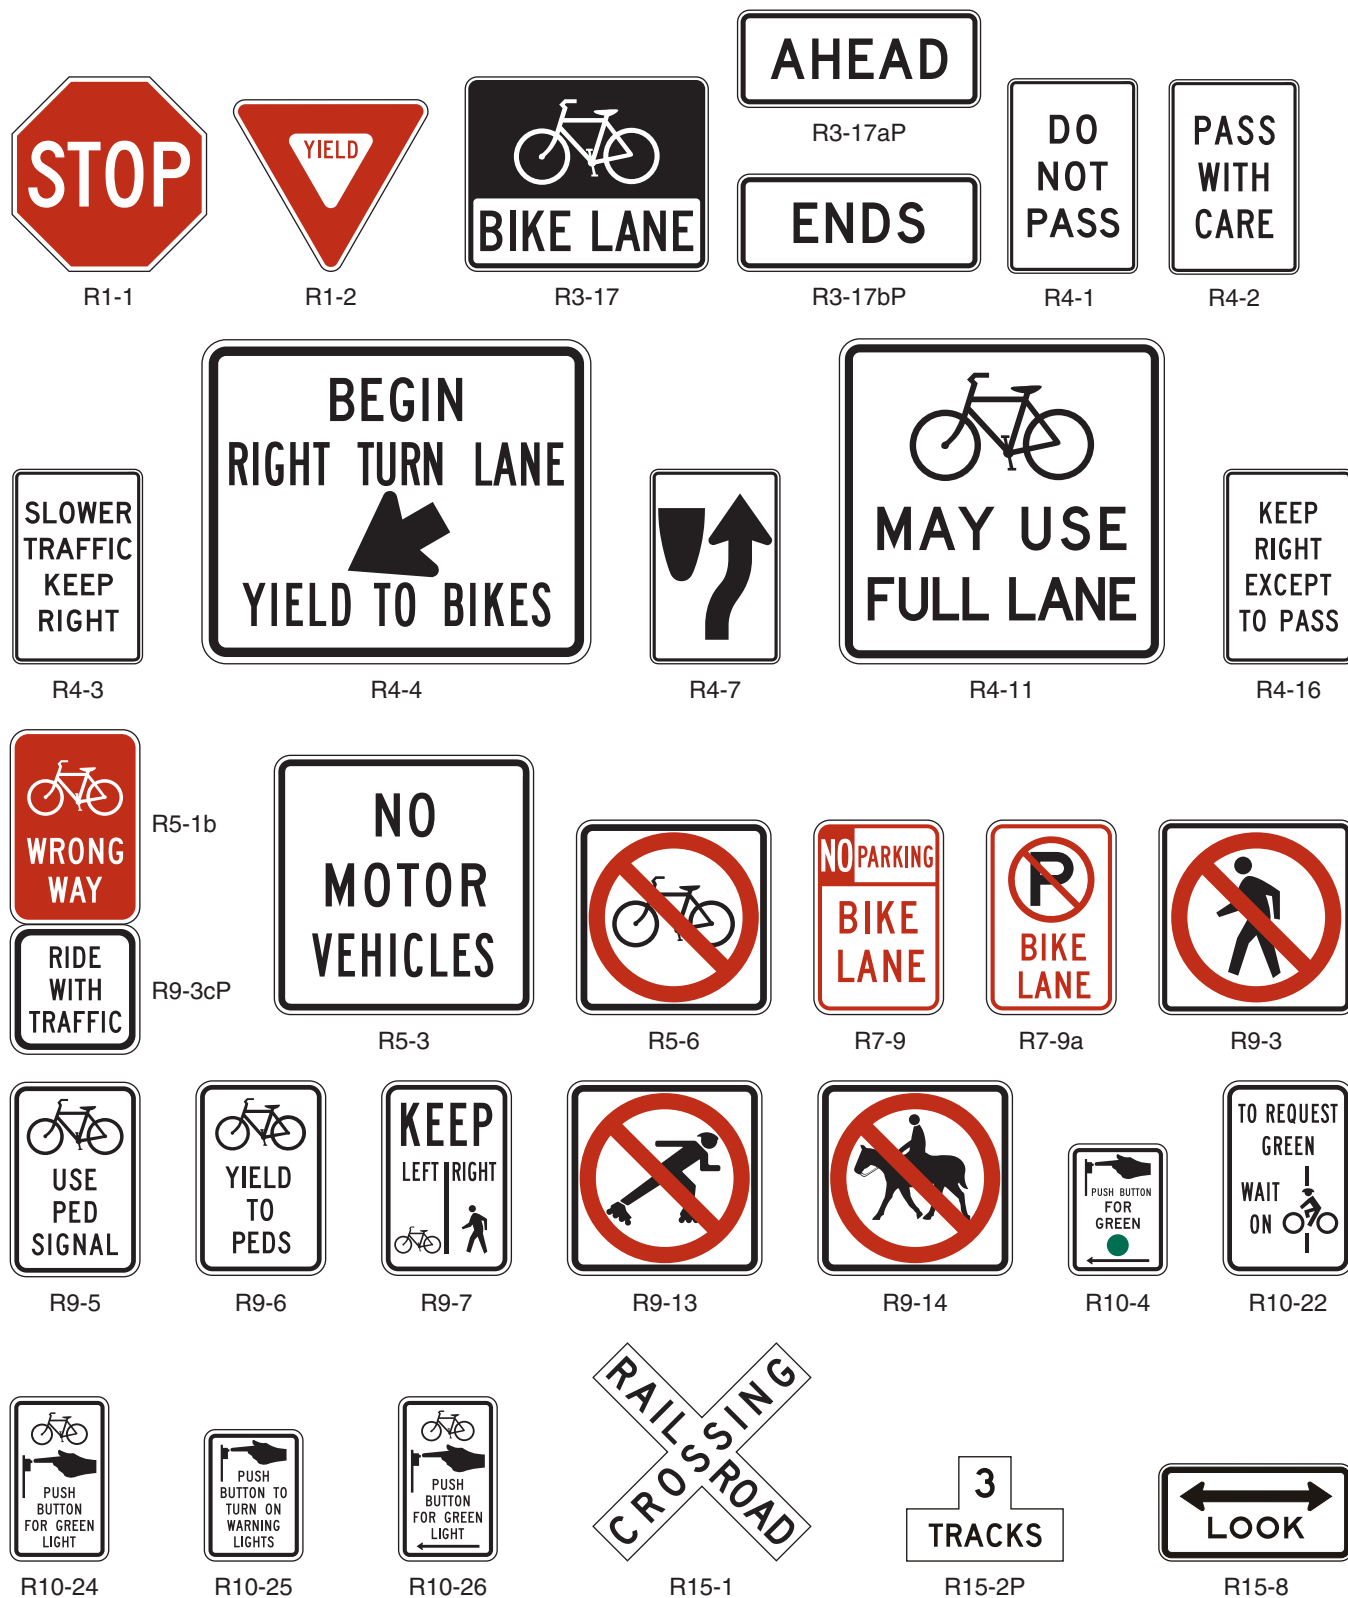 STOP
R1-1
YIELD
R1-2
BIKE LANE
R3-17
AHEAD
R3-17aP
ENDS
R3-17bP
DO
NOT
PASS
R4-1
PASS
WITH
CARE
R4-2
SLOWER
TRAFFIC
KEEP
RIGHT
R4-3
BEGIN
RIGHT TURN LANE
YIELD TO BIKES
R4-4
R4-7
MAY USE
FULL LANE
R4-11
KEEP
RIGHT
EXCEPT
TO PASS
R4-16
WRONG
WAY
R5-1b
RIDE
WITH
TRAFFIC
R9-3cP
NO
MOTOR
VEHICLES
R5-3
R5-6
NO PARKING
BIKE
LANE
R7-9
P
BIKE
LANE
R7-9a
R9-3
USE
PED
SIGNAL
R9-5
YIELD
TO
PEDS
R9-6
KEEP
LEFT RIGHT
R9-7
R9-13
R9-14
PUSH BUTTON
FOR
GREEN
R10-4
TO REQUEST
GREEN
WAIT
ON
R10-22
PUSH
BUTTON
FOR GREEN
LIGHT
R10-24
PUSH
BUTTON TO
TURN ON
WARNING
LIGHTS
R10-25
PUSH
BUTTON
FOR GREEN
LIGHT
R10-26
RAILROAD
CROSSING
R15-1
3
TRACKS
R15-2P
LOOK
R15-8